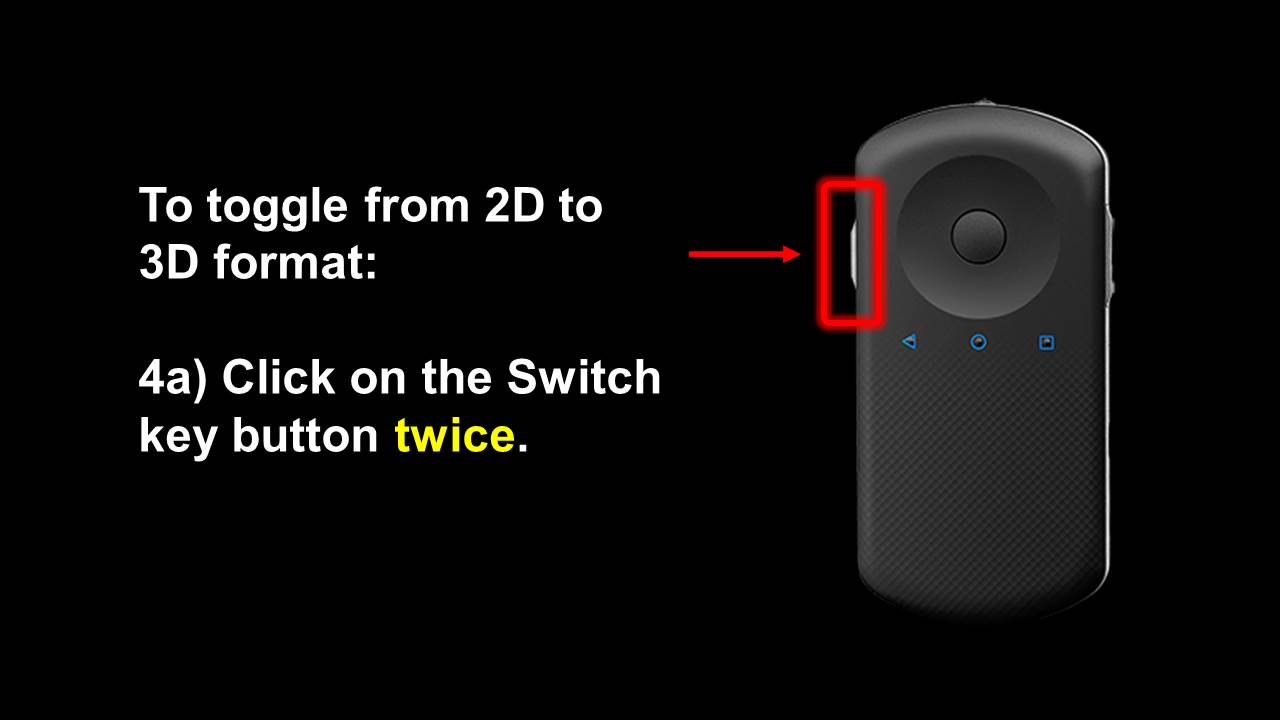 To toggle from 2D to
3D format:
4a) Click on the Switch
key button twice.